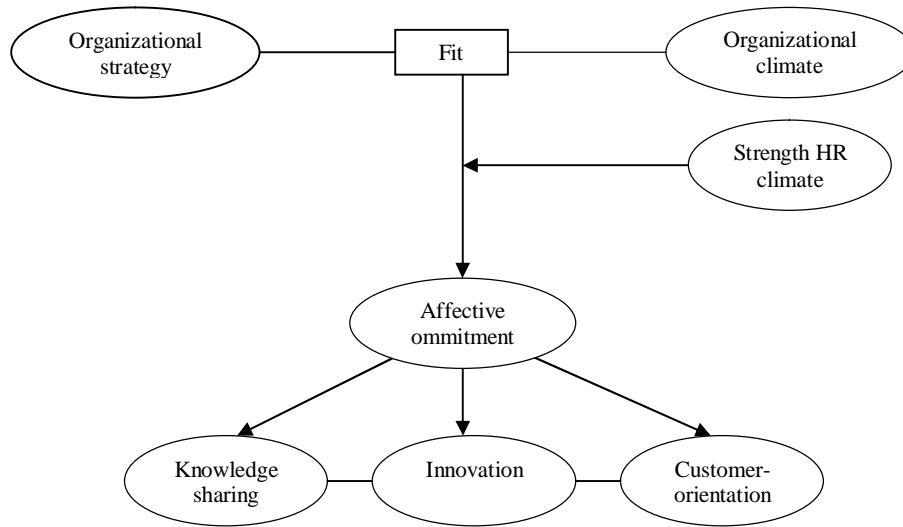 Organizational
strategy
Fit
Organizational
climate
Strength HR
climate
Affective
ommitment
Knowledge
sharing
Innovation
Customer-
orientation